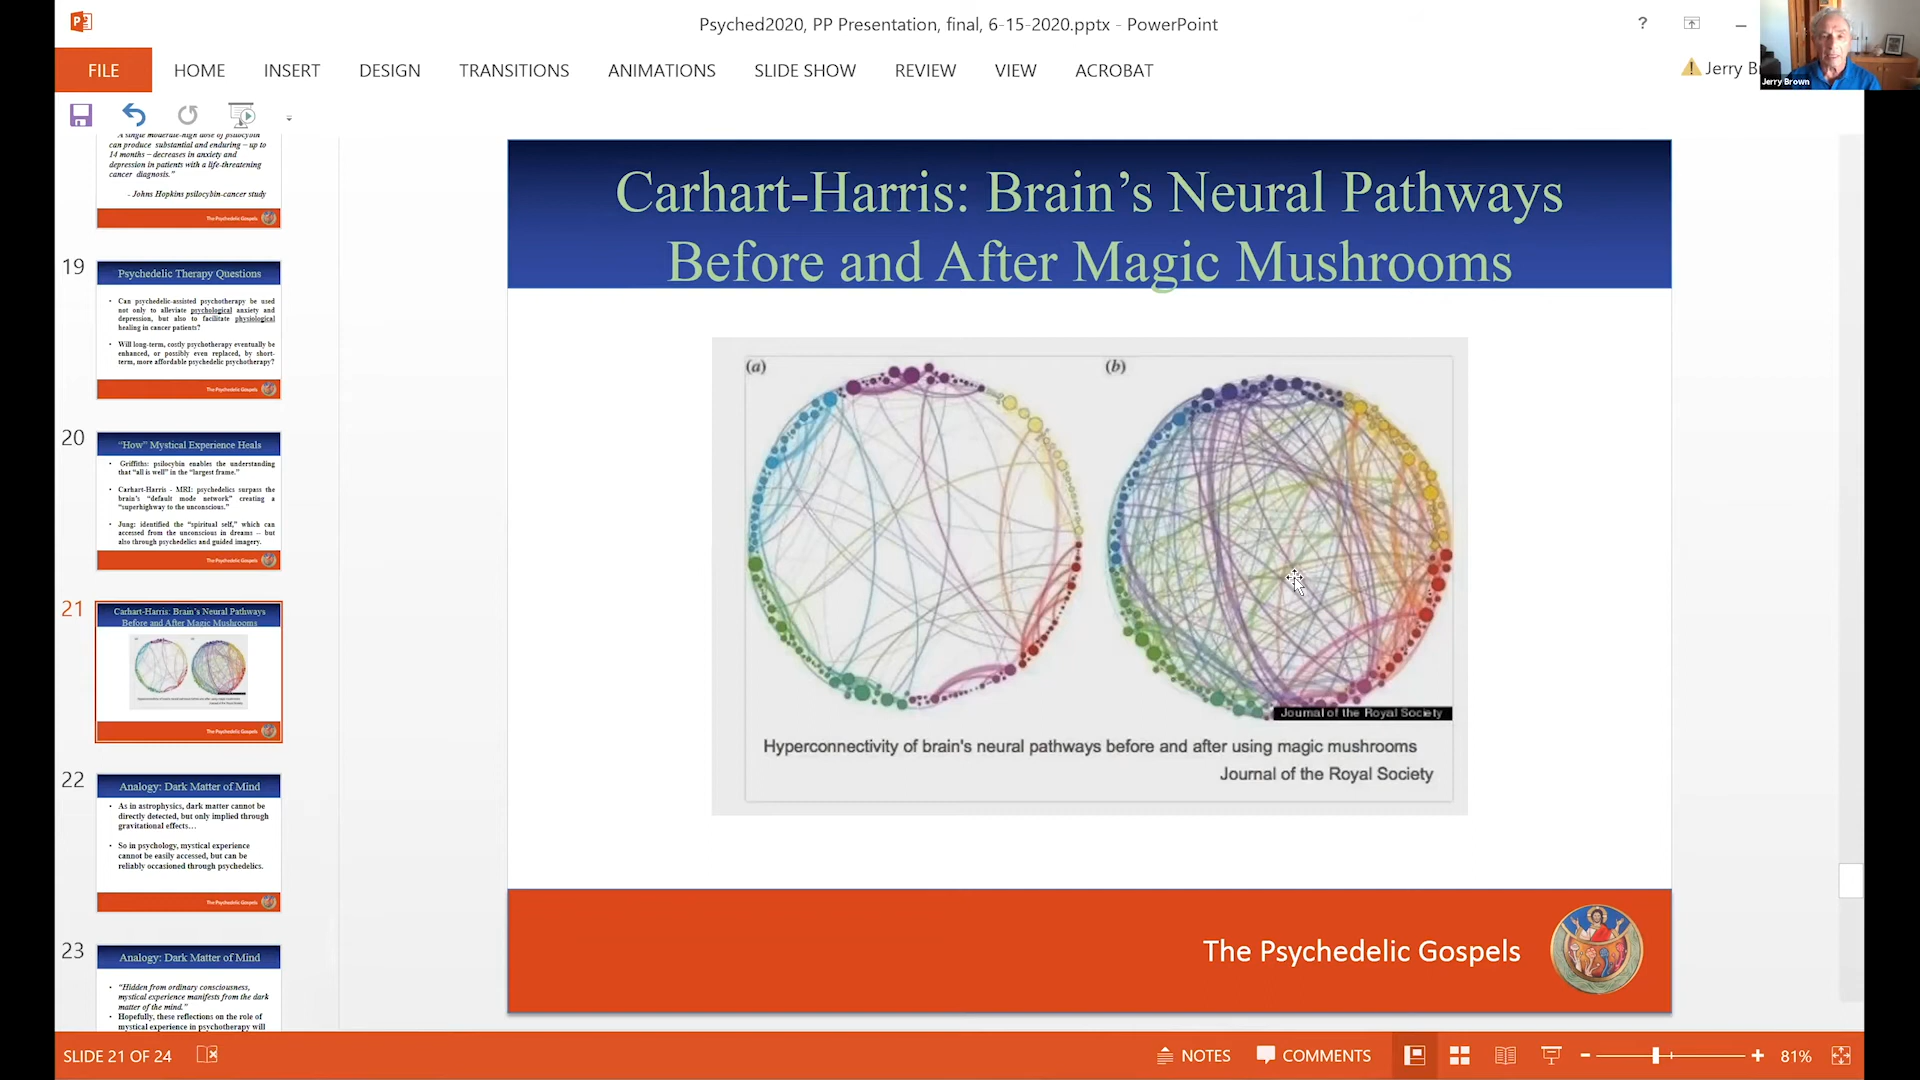 Psyched2020, PP Presentation, final, 6-15-2020.pptx - PowerPoint
?
FILE HOME INSERT DESIGN TRANSITIONS ANIMATIONS SLIDE SHOW REVIEW VIEW ACROBAT
Jerry B
Jerry Brown
"A single moderate-high dose of psilocybin
can produce substantial and enduring – up to
14 months – decreases in anxiety and
depression in patients with a life-threatening
cancer diagnosis."
- Johns Hopkins psilocybin-cancer study
The Psychedelic Gospels
19
Psychedelic Therapy Questions
• Can psychedelic-assisted psychotherapy be used
not only to alleviate psychological anxiety and
depression, but also to facilitate physiological
healing in cancer patients?
• Will long-term, costly psychotherapy eventually be
enhanced, or possibly even replaced, by short-
term, more affordable psychedelic psychotherapy?
The Psychedelic Gospels
20
"How" Mystical Experience Heals
• Griffiths: psilocybin enables the understanding
that "all is well" in the "largest frame."
• Carhart-Harris - MRI: psychedelics surpass the
brain's "default mode network" creating a
"superhighway to the unconscious."
• Jung: identified the "spiritual self," which can
accessed from the unconscious in dreams – but
also through psychedelics and guided imagery.
The Psychedelic Gospels
21
Carhart-Harris: Brain's Neural Pathways
Before and After Magic Mushrooms
The Psychedelic Gospels
22
Analogy: Dark Matter of Mind
• As in astrophysics, dark matter cannot be
directly detected, but only implied through
gravitational effects…
• So in psychology, mystical experience
cannot be easily accessed, but can be
reliably occasioned through psychedelics.
The Psychedelic Gospels
23
Analogy: Dark Matter of Mind
• "Hidden from ordinary consciousness,
mystical experience manifests from the dark
matter of the mind."
• Hopefully, these reflections on the role of
mystical experience in psychotherapy will
Carhart-Harris: Brain's Neural Pathways
Before and After Magic Mushrooms
(a) (b)
Journal of the Royal Society
Hyperconnectivity of brain's neural pathways before and after using magic mushrooms
Journal of the Royal Society
The Psychedelic Gospels
SLIDE 21 OF 24 NOTES COMMENTS 81%